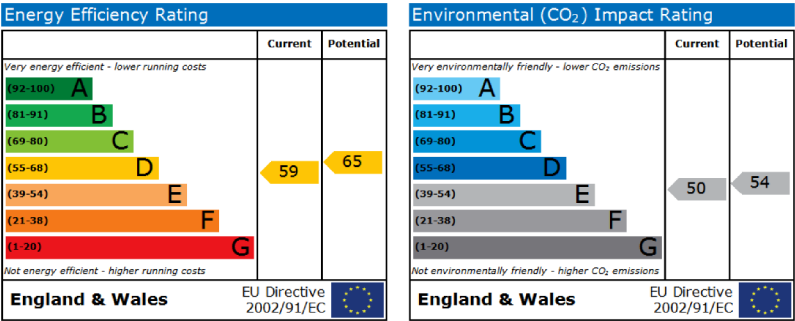 Energy Efficiency Rating
Current Potential
Very energy efficient - lower running costs
(92-100) A
(81-91) B
(69-80) C
(55-68) D
(39-54) E
(21-38) F
(1-20) G
59
65
Not energy efficient - higher running costs
England & Wales
EU Directive
2002/91/EC
Environmental (CO₂) Impact Rating
Current Potential
Very environmentally friendly - lower CO₂ emissions
(92-100) A
(81-91) B
(69-80) C
(55-68) D
(39-54) E
(21-38) F
(1-20) G
50
54
Not environmentally friendly - higher CO₂ emissions
England & Wales
EU Directive
2002/91/EC